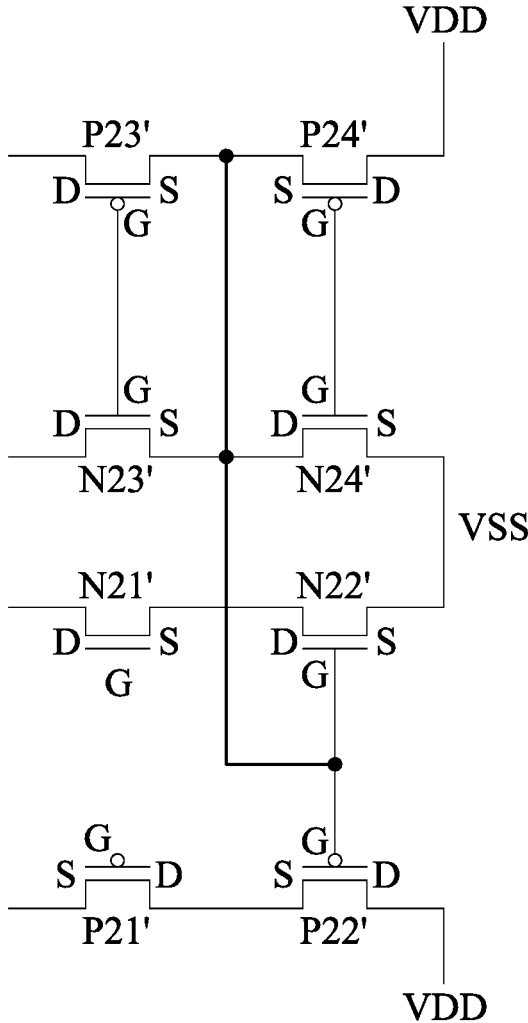 VDD
P23' P24'
D S S D
G G
G G
D S D S
N23' N24'
VSS
N21' N22'
D S D S
G G
G G
S D S D
P21' P22'
VDD